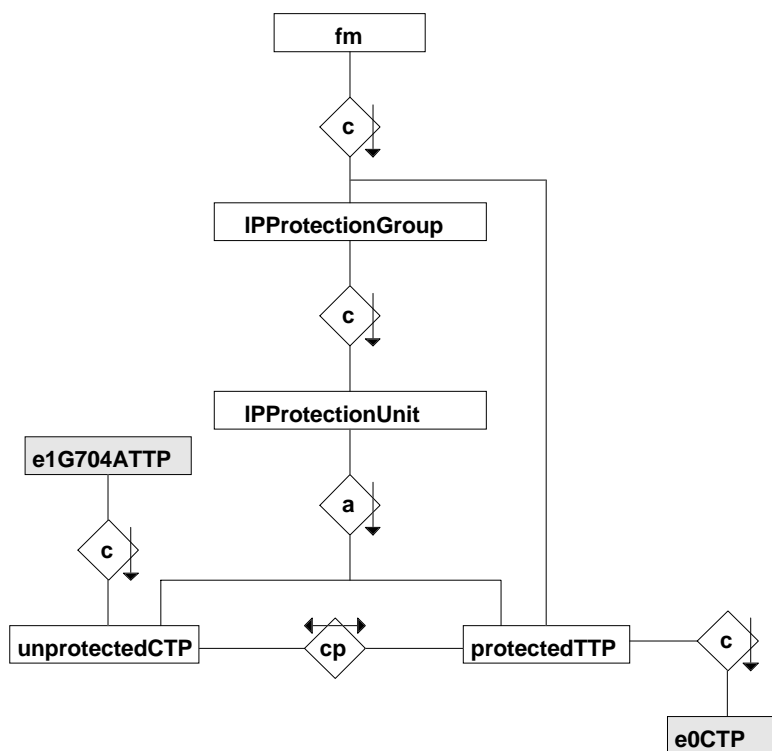 fm
c
IPProtectionGroup
c
IPProtectionUnit
e1G704ATTP
a
c
unprotectedCTP
cp
protectedTTP
c
e0CTP